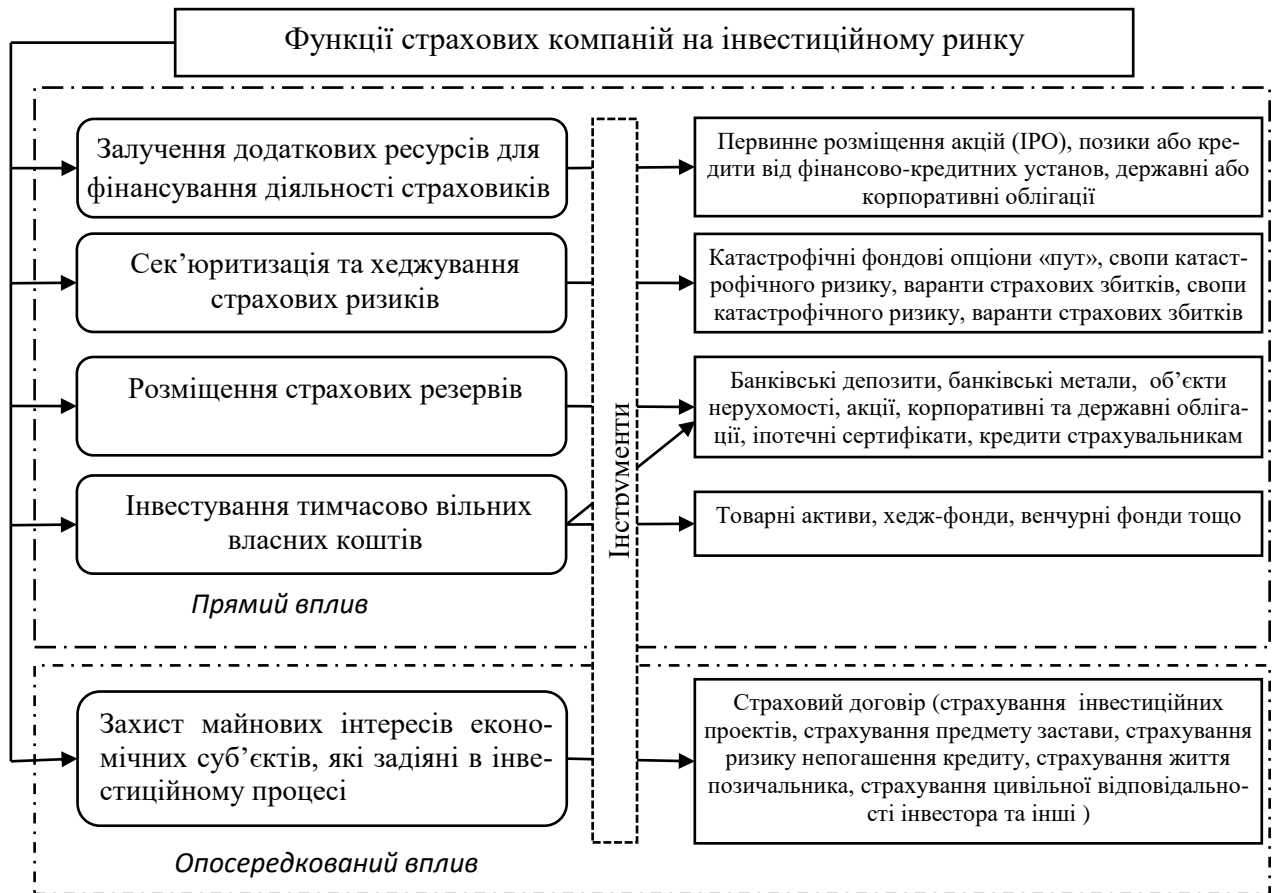 Функції страхових компаній на інвестиційному ринку
Залучення додаткових ресурсів для
фінансування діяльності страховиків
Первинне розміщення акцій (IPO), позики або кре-
дити від фінансово-кредитних установ, державні або
корпоративні облігації
Сек’юритизація та хеджування
страхових ризиків
Катастрофічні фондові опціони «пут», свопи катаст-
рофічного ризику, варанти страхових збитків, свопи
катастрофічного ризику, варанти страхових збитків
Розміщення страхових резервів
Банківські депозити, банківські метали, об’єкти
нерухомості, акції, корпоративні та державні обліга-
ції, іпотечні сертифікати, кредити страхувальникам
Інвестування тимчасово вільних
власних коштів
Товарні активи, хедж-фонди, венчурні фонди тощо
Інструменти
Прямий вплив
Захист майнових інтересів еконо-
мічних суб’єктів, які задіяні в інве-
стиційному процесі
Страховий договір (страхування інвестиційних
проектів, страхування предмету застави, страхування
ризику непогашення кредиту, страхування життя
позичальника, страхування цивільної відповідально-
сті інвестора та інші )
Опосередкований вплив